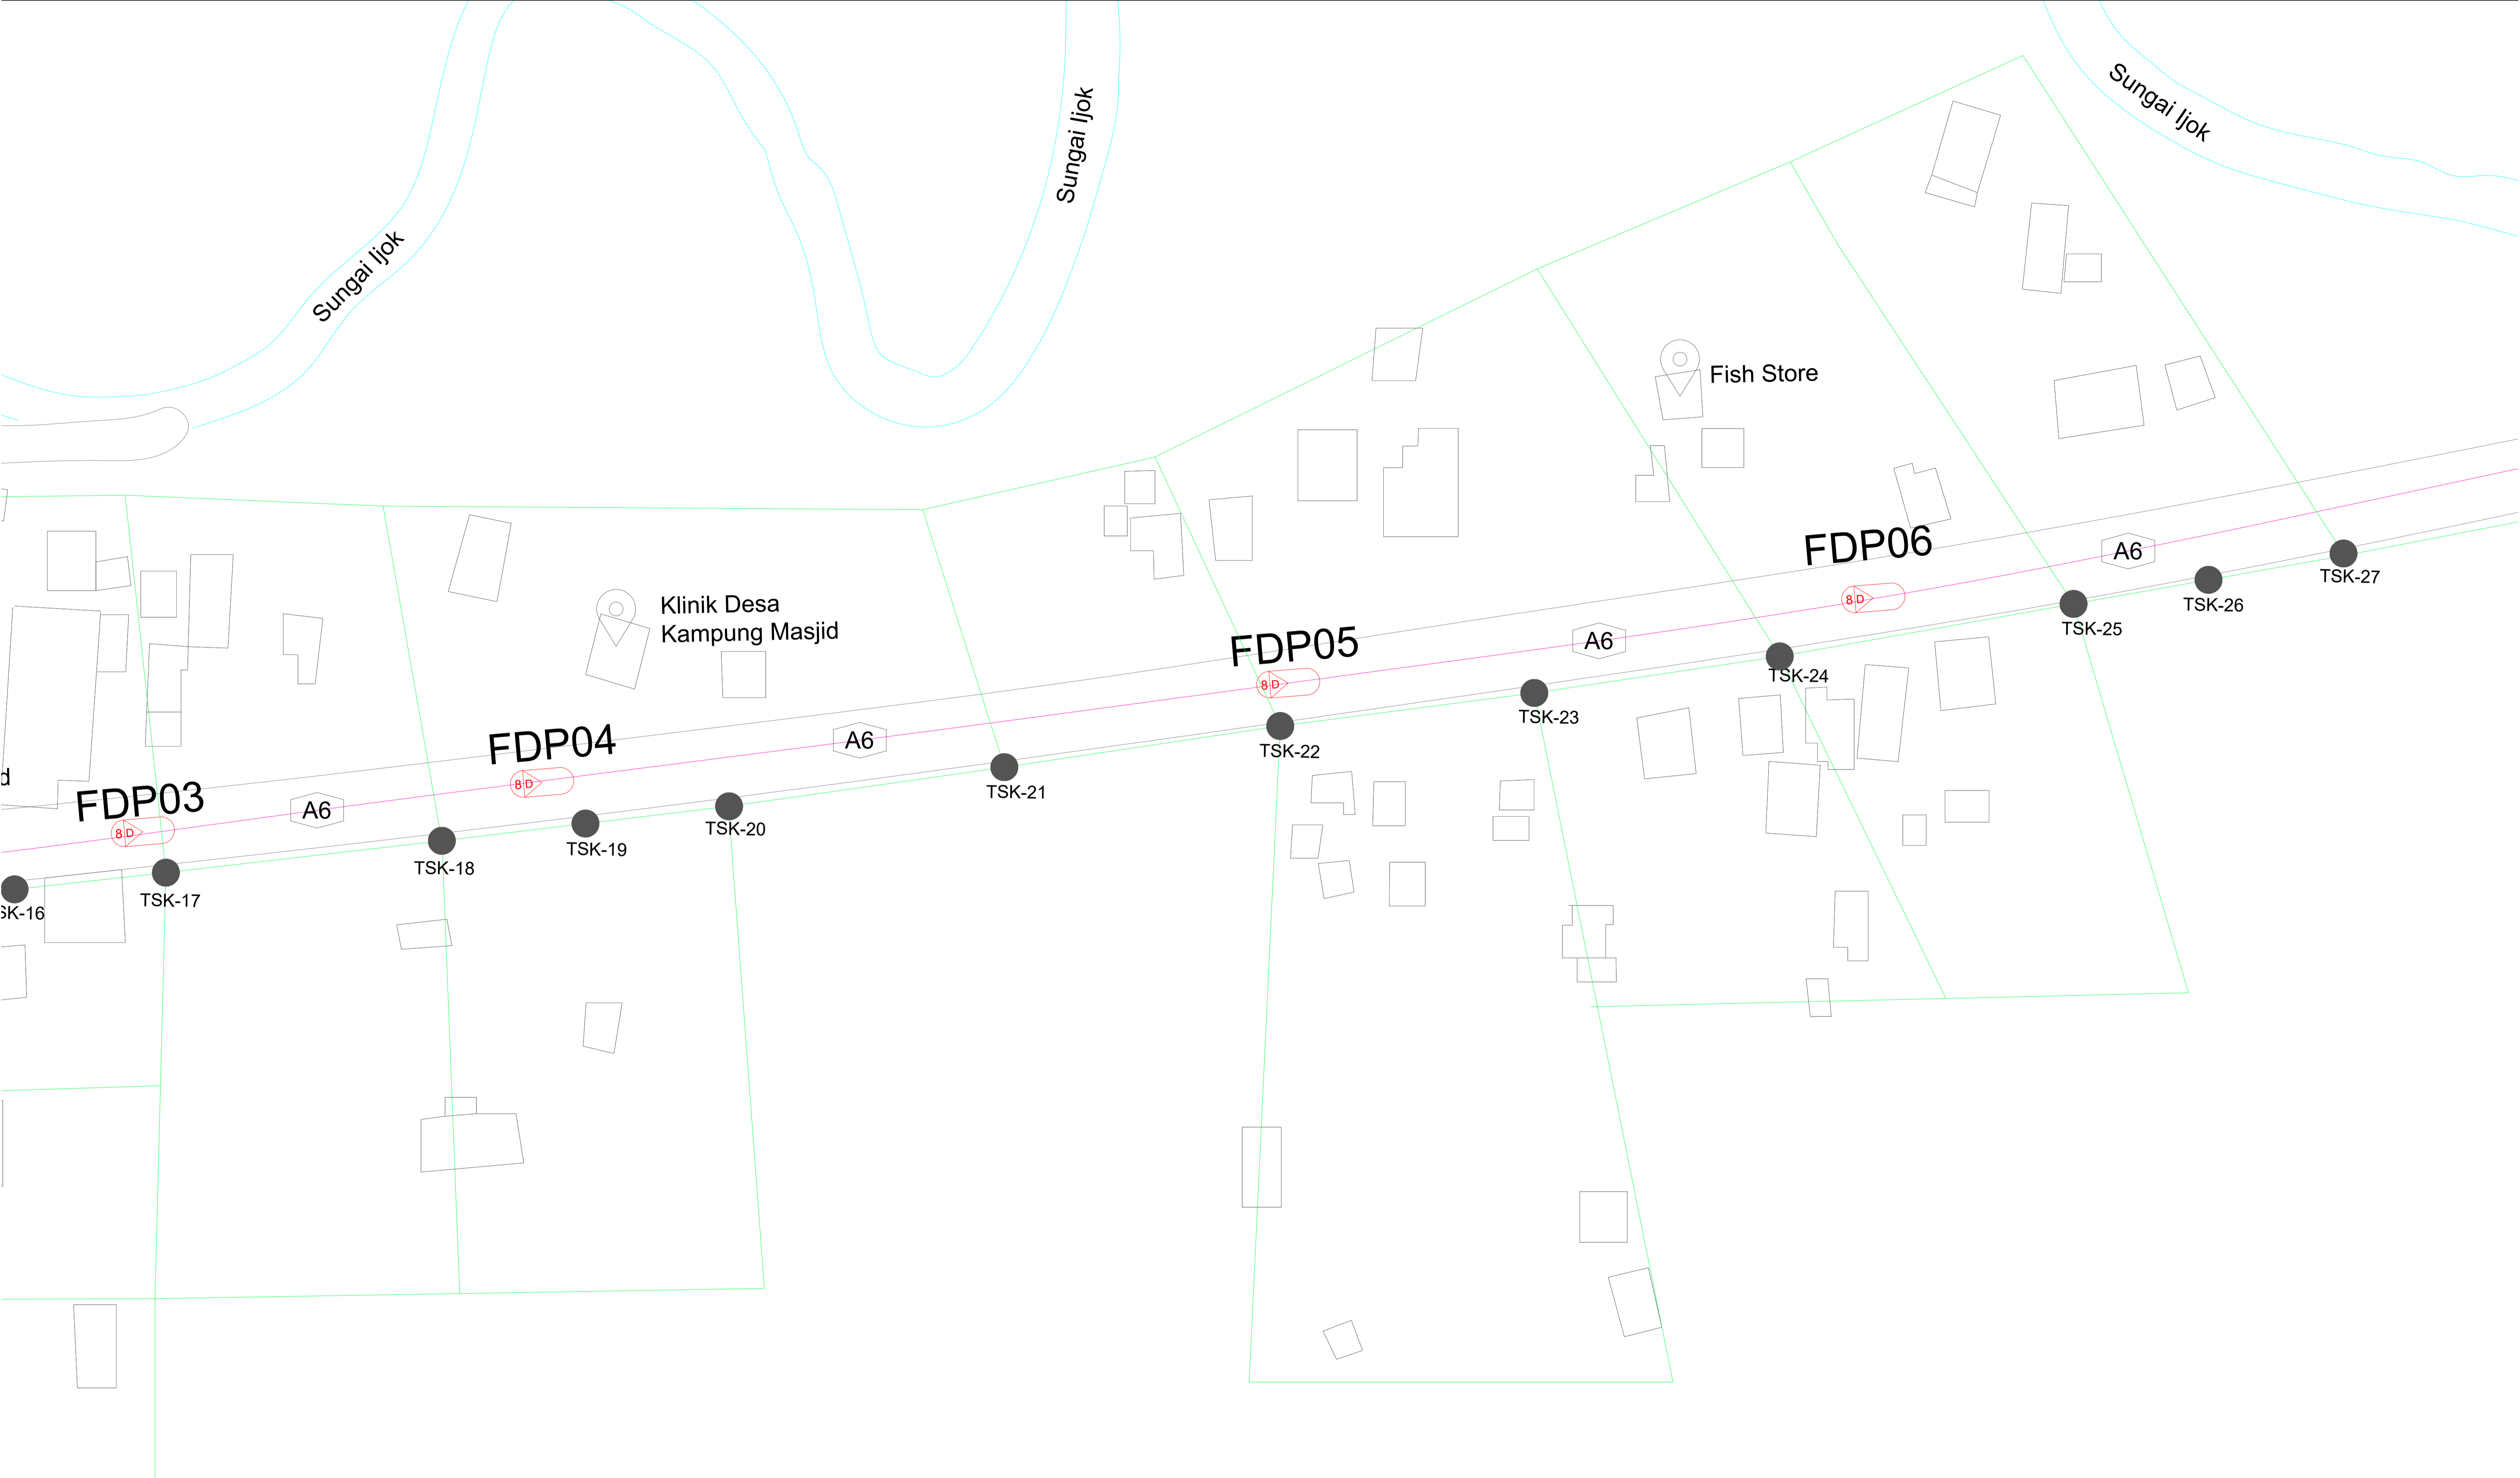 Sungai Ijok
Sungai Ijok
Sungai Ijok
Fish Store
Klinik Desa
Kampung Masjid
FDP03
8 D
A6
FDP04
8 D
A6
FDP05
8 D
A6
FDP06
8 D
A6
d
SK-16
TSK-17
TSK-18
TSK-19
TSK-20
TSK-21
TSK-22
TSK-23
TSK-24
TSK-25
TSK-26
TSK-27